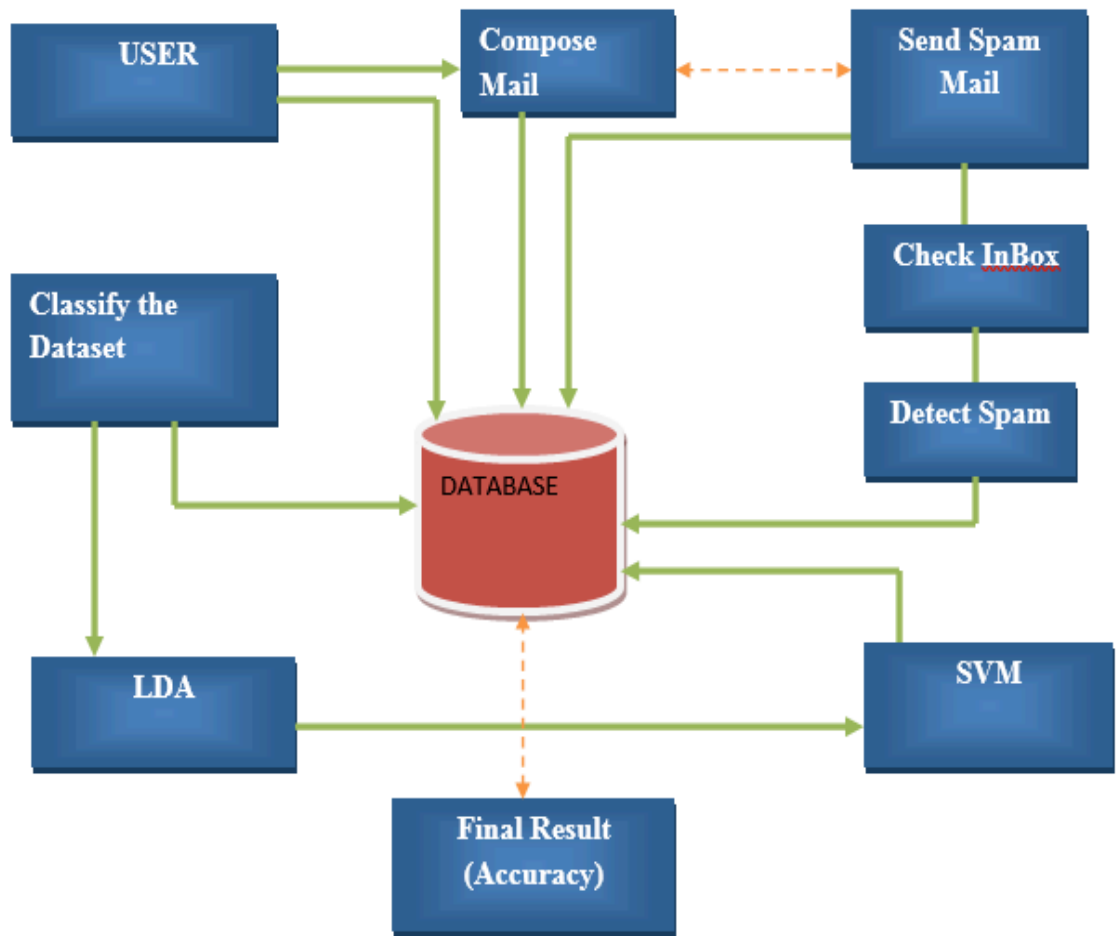 USER
Compose
Mail
Send Spam
Mail
Check InBox
Classify the
Dataset
Detect Spam
DATABASE
LDA
SVM
Final Result
(Accuracy)